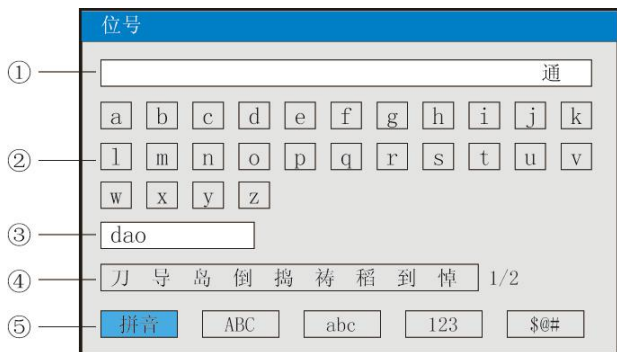 位号
① 通
a b c d e f g h i j k
② l m n o p q r s t u v
w x y z
③ dao
④ 刀 导 岛 倒 捣 祷 稻 到 悼 1/2
⑤ 拼音 ABC abc 123 $@#